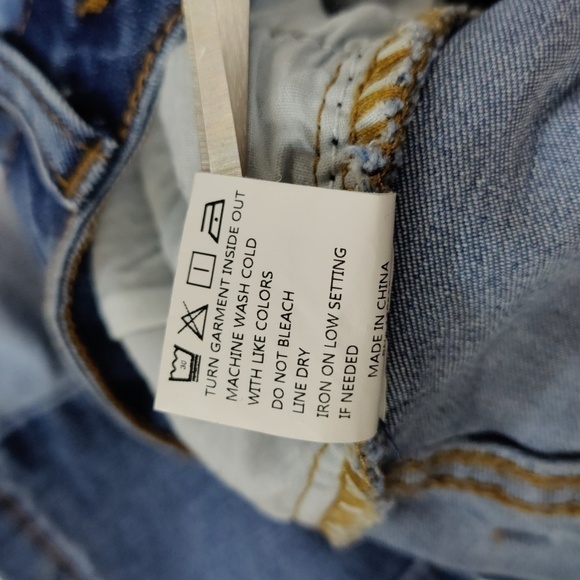 30
TURN GARMENT INSIDE OUT
MACHINE WASH COLD
WITH LIKE COLORS
DO NOT BLEACH
LINE DRY
IRON ON LOW SETTING
IF NEEDED
MADE IN CHINA